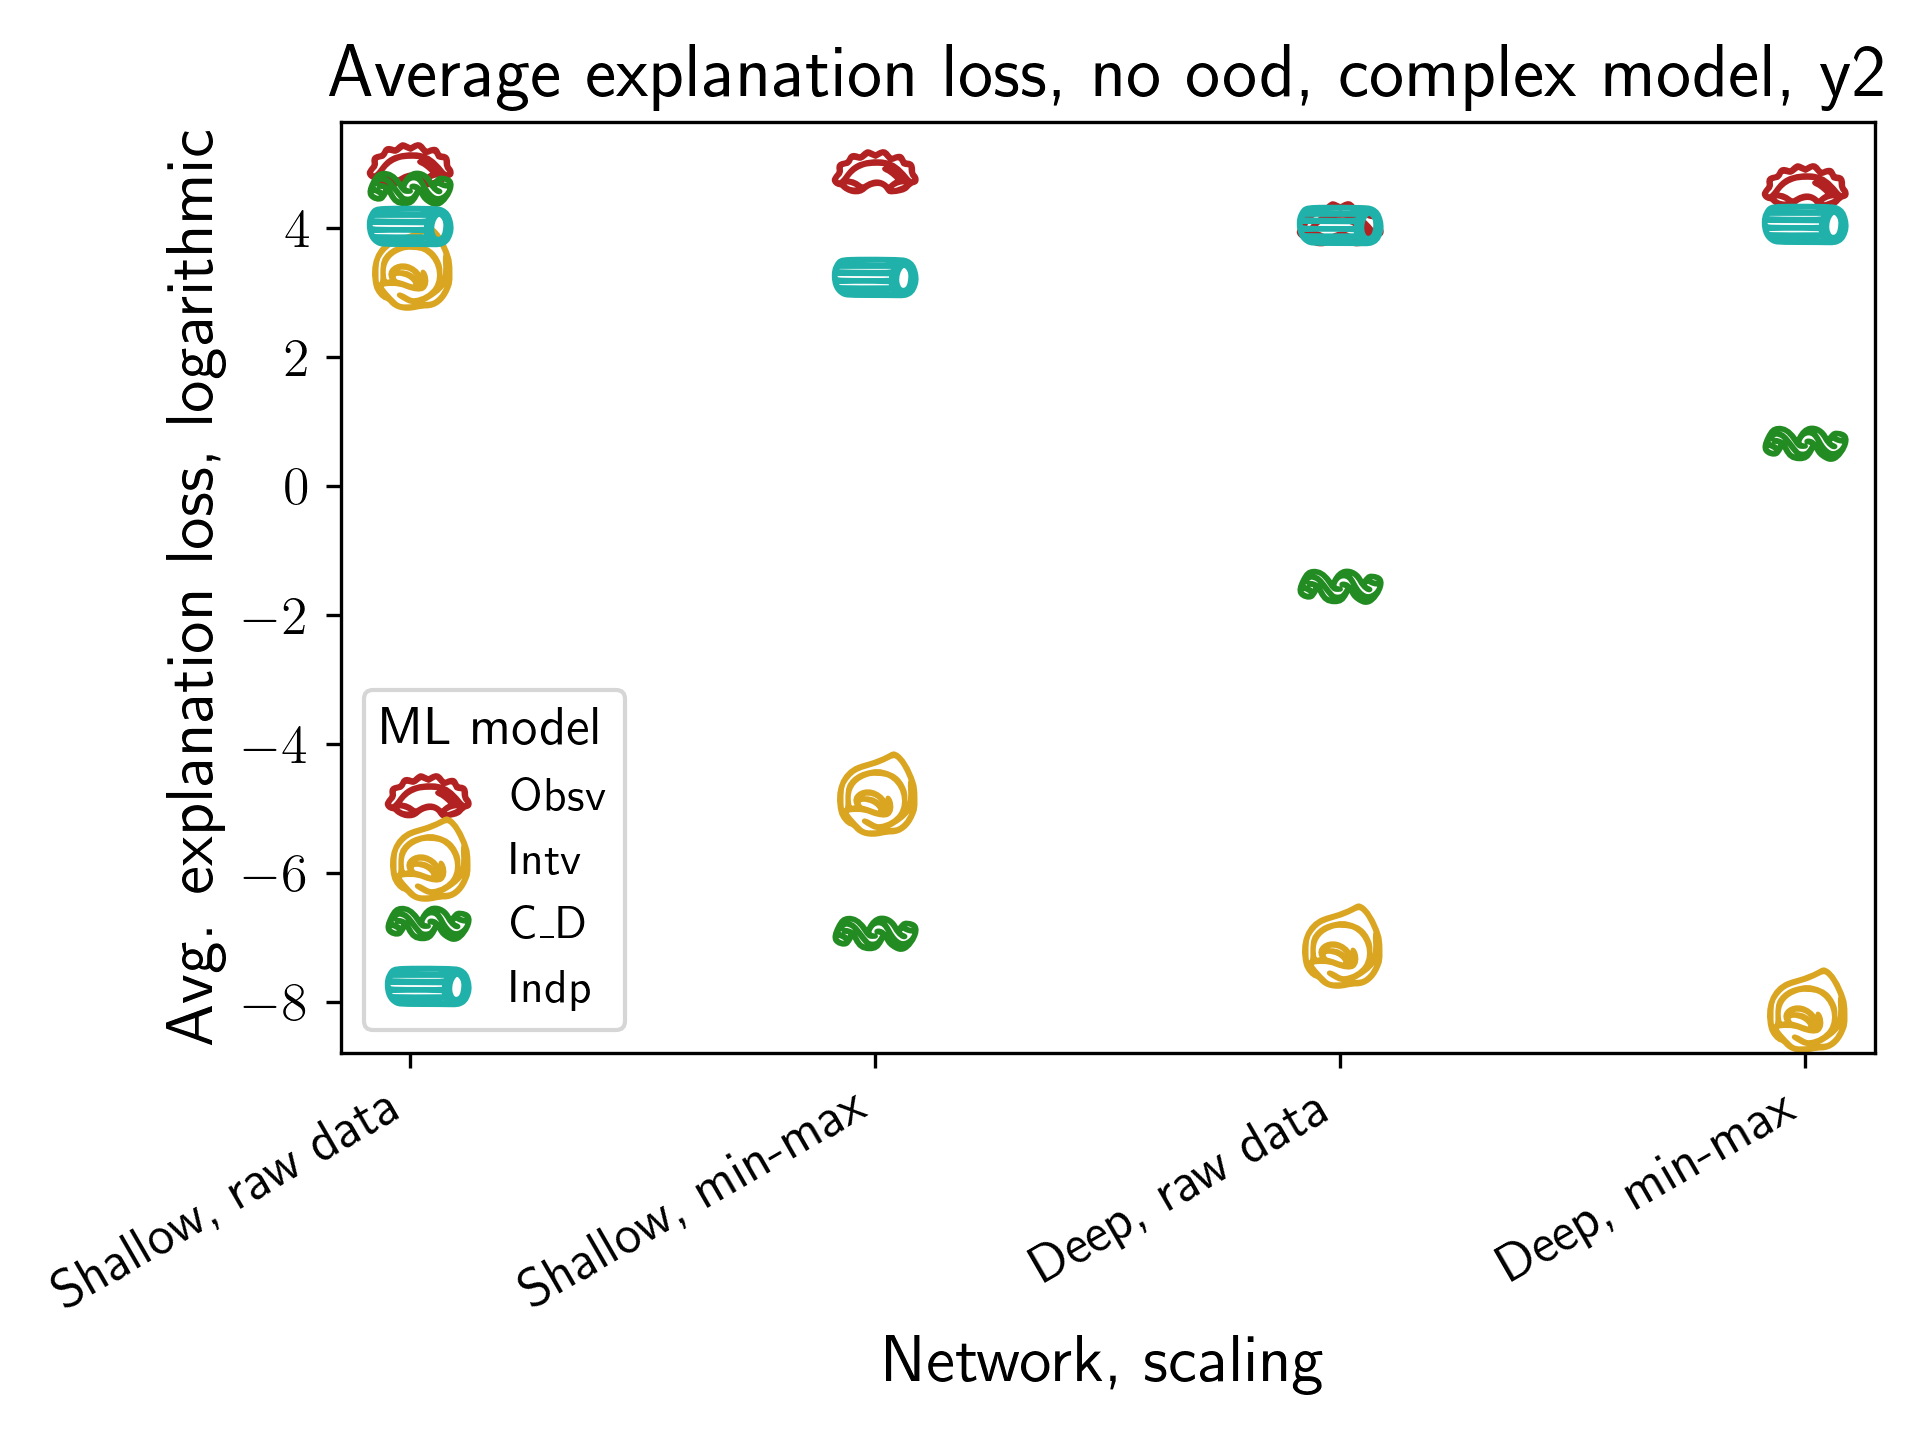 Average explanation loss, no ood, complex model, y2
Avg. explanation loss, logarithmic
4
2
0
−2
−4
−6
−8
ML model
Obsv
Intv
C_D
Indp
Shallow, raw data
Shallow, min-max
Deep, raw data
Deep, min-max
Network, scaling